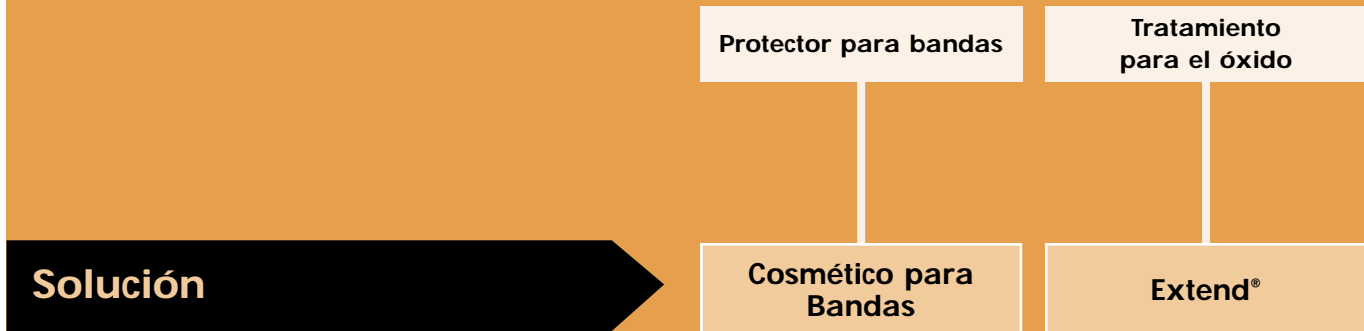 Protector para bandas
Tratamiento
para el óxido
Solución
Cosmético para
Bandas
Extend®